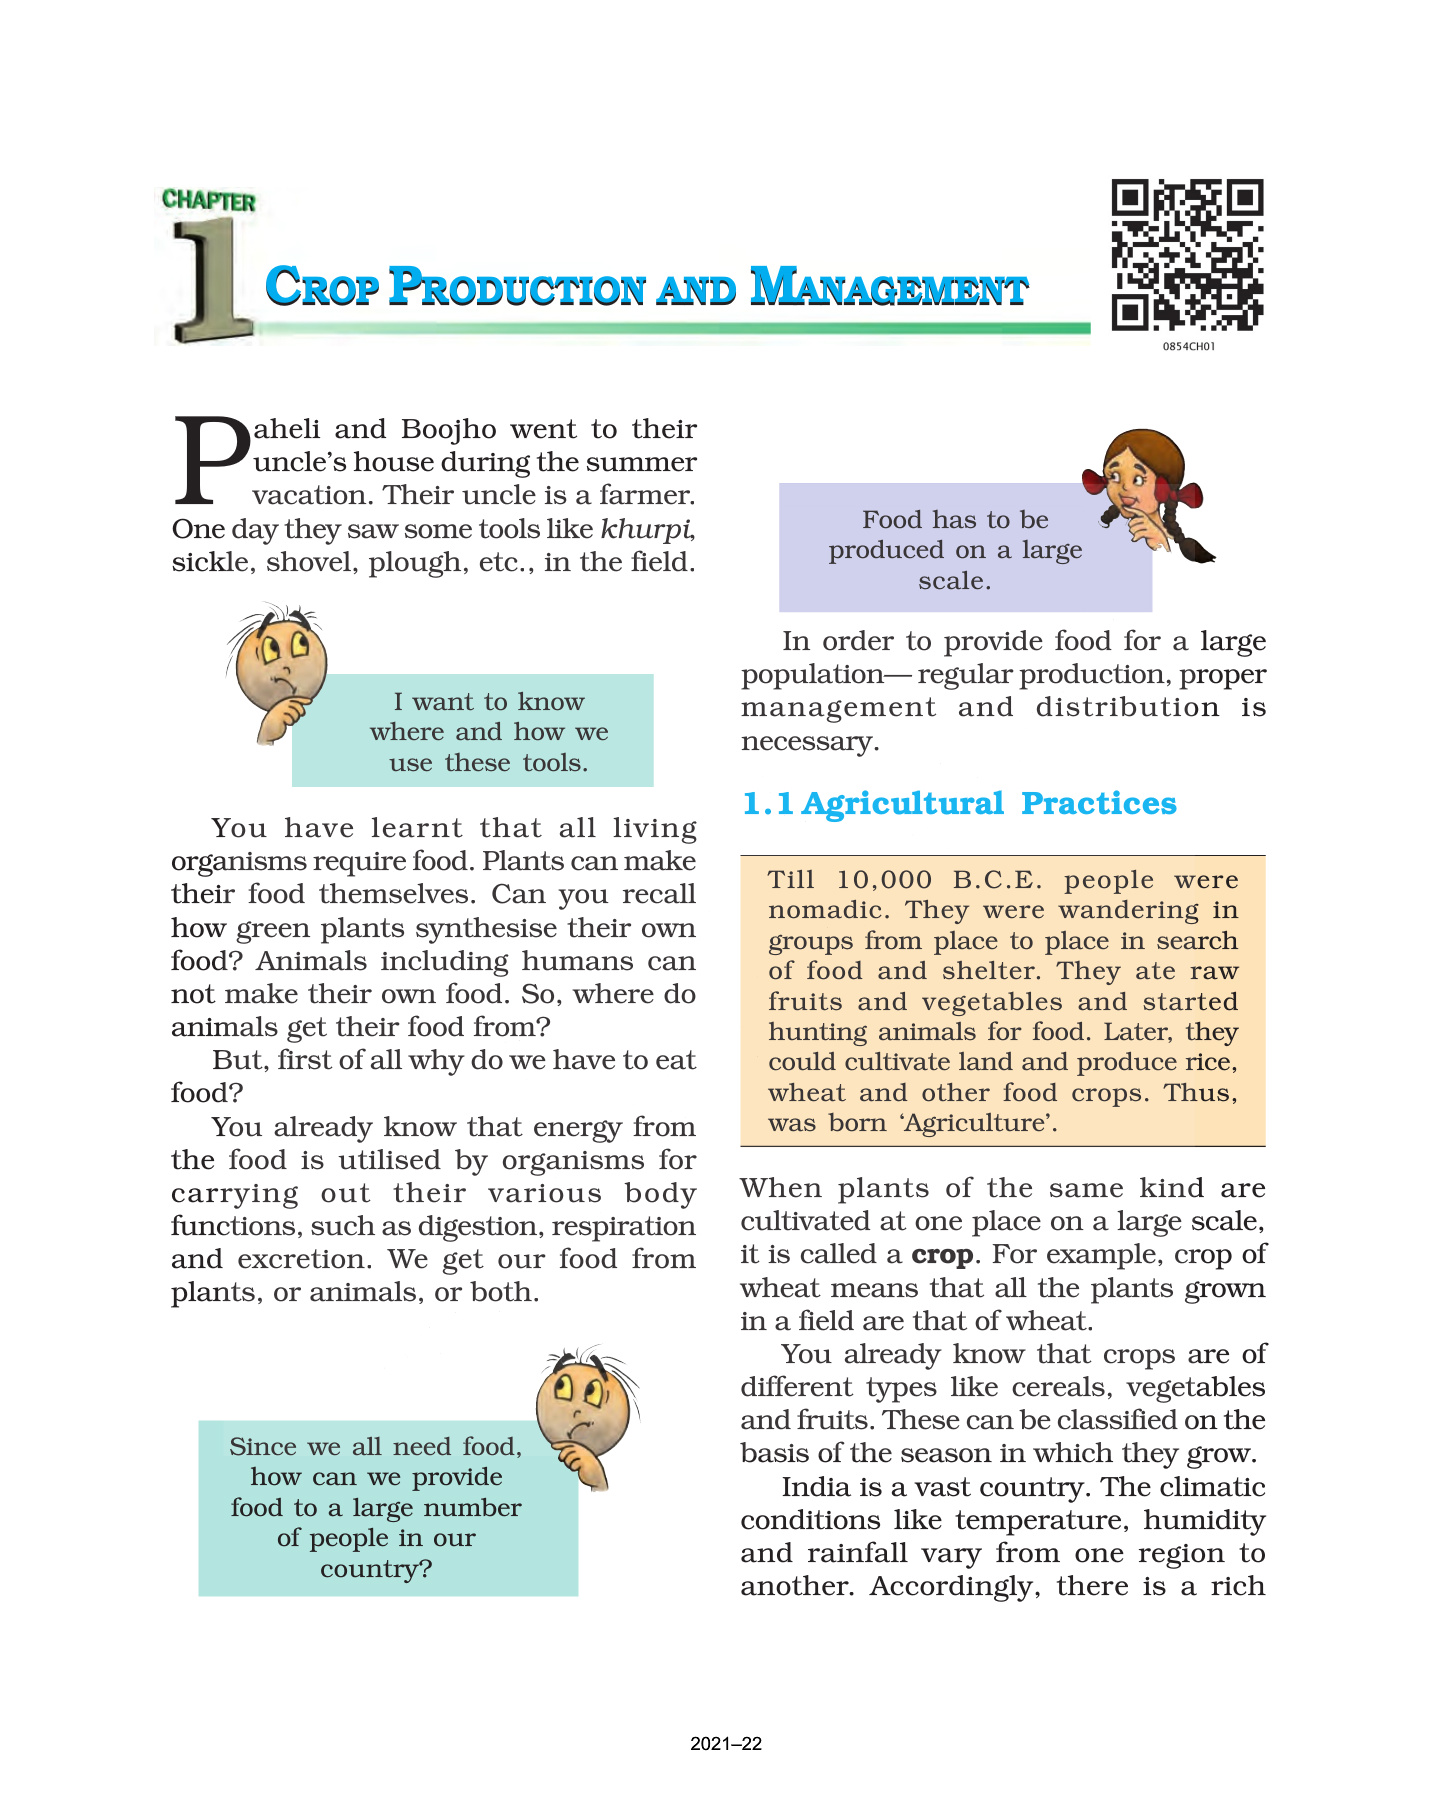 CHAPTER
1
CROP PRODUCTION AND MANAGEMENT
0854CH01
Paheli and Boojho went to their
uncle's house during the summer
vacation. Their uncle is a farmer.
One day they saw some tools like khurpi,
sickle, shovel, plough, etc., in the field.
I want to know
where and how we
use these tools.
You have learnt that all living
organisms require food. Plants can make
their food themselves. Can you recall
how green plants synthesise their own
food? Animals including humans can
not make their own food. So, where do
animals get their food from?
But, first of all why do we have to eat
food?
You already know that energy from
the food is utilised by organisms for
carrying out their various body
functions, such as digestion, respiration
and excretion. We get our food from
plants, or animals, or both.
Since we all need food,
how can we provide
food to a large number
of people in our
country?
Food has to be
produced on a large
scale.
In order to provide food for a large
population— regular production, proper
management and distribution is
necessary.
1.1 Agricultural Practices
Till 10,000 B.C.E. people were
nomadic. They were wandering in
groups from place to place in search
of food and shelter. They ate raw
fruits and vegetables and started
hunting animals for food. Later, they
could cultivate land and produce rice,
wheat and other food crops. Thus,
was born ‘Agriculture’.
When plants of the same kind are
cultivated at one place on a large scale,
it is called a crop. For example, crop of
wheat means that all the plants grown
in a field are that of wheat.
You already know that crops are of
different types like cereals, vegetables
and fruits. These can be classified on the
basis of the season in which they grow.
India is a vast country. The climatic
conditions like temperature, humidity
and rainfall vary from one region to
another. Accordingly, there is a rich
2021–22